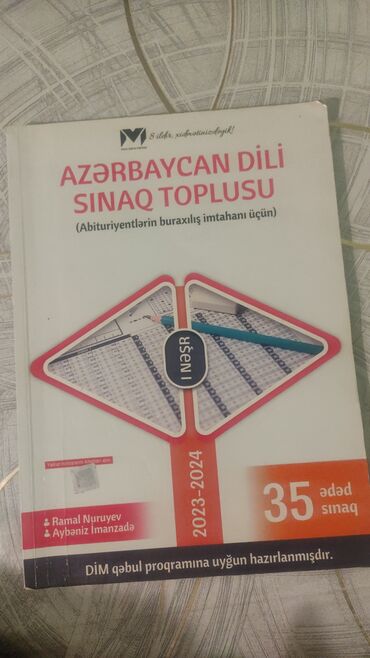 8 ildir, xidmətinizdəyik!
AZƏRBAYCAN DİLİ
SINAQ TOPLUSU
(Abituriyentlərin buraxılış imtahanı üçün)
I NƏŞR
2023-2024
Ramal Nuruyev
Aybəniz İmanzadə
35 ədəd
sınaq
DİM qəbul proqramına uyğun hazırlanmışdır.